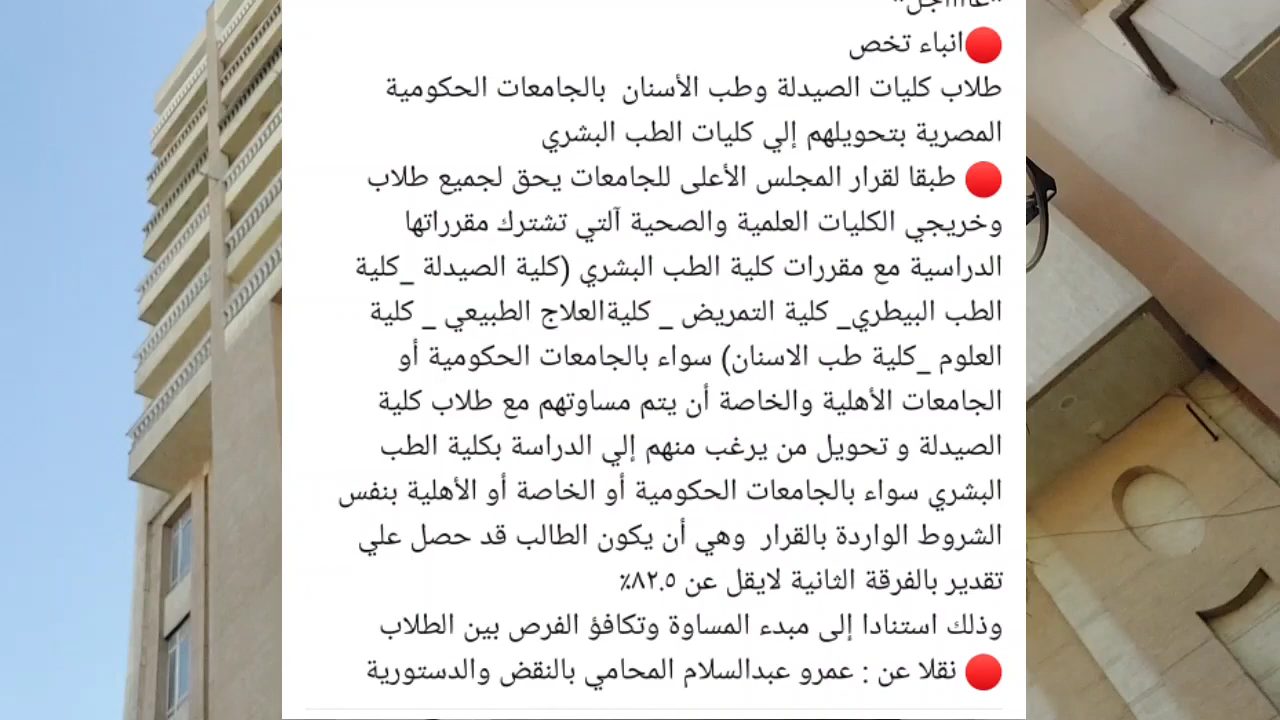 "عاااااجل"
🔴انباء تخص
طلاب كليات الصيدلة وطب الأسنان بالجامعات الحكومية
المصرية بتحويلهم إلي كليات الطب البشري
🔴 طبقا لقرار المجلس الأعلى للجامعات يحق لجميع طلاب
وخريجي الكليات العلمية والصحية آلتي تشترك مقرراتها
الدراسية مع مقررات كلية الطب البشري (كلية الصيدلة _كلية
الطب البيطري_ كلية التمريض _ كليةالعلاج الطبيعي _ كلية
العلوم _كلية طب الاسنان) سواء بالجامعات الحكومية أو
الجامعات الأهلية والخاصة أن يتم مساوتهم مع طلاب كلية
الصيدلة و تحويل من يرغب منهم إلي الدراسة بكلية الطب
البشري سواء بالجامعات الحكومية أو الخاصة أو الأهلية بنفس
الشروط الواردة بالقرار وهي أن يكون الطالب قد حصل علي
تقدير بالفرقة الثانية لايقل عن ٨٢.٥٪
وذلك استنادا إلى مبدء المساوة وتكافؤ الفرص بين الطلاب
🔴 نقلا عن : عمرو عبدالسلام المحامي بالنقض والدستورية